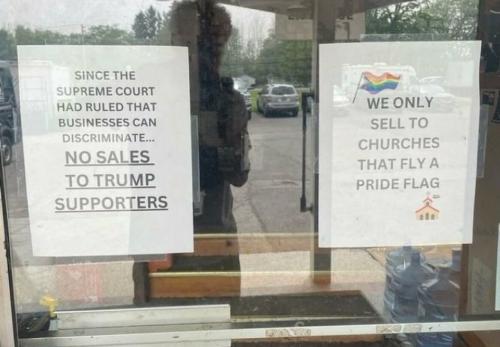 SINCE THE
SUPREME COURT
HAD RULED THAT
BUSINESSES CAN
DISCRIMINATE...
NO SALES
TO TRUMP
SUPPORTERS
WE ONLY
SELL TO
CHURCHES
THAT FLY A
PRIDE FLAG